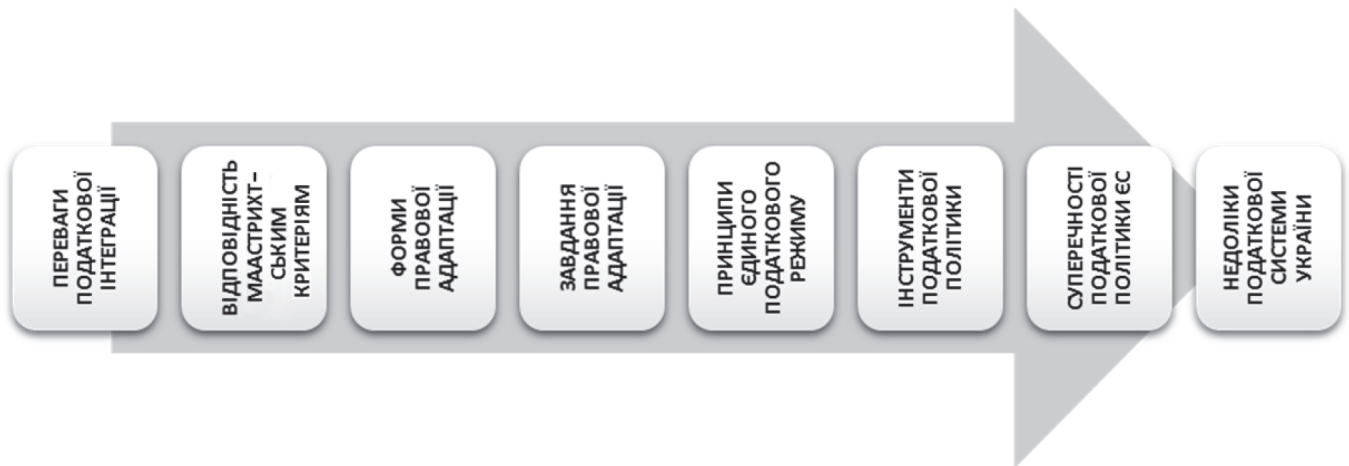 ПЕРЕВАГИ
ПОДАТКОВОЇ
ІНТЕГРАЦІЇ
ВІДПОВІДНІСТЬ
МААСТРИХТ–
СЬКИМ
КРИТЕРІЯМ
ФОРМИ
ПРАВОВОЇ
АДАПТАЦІЇ
ЗАВДАННЯ
ПРАВОВОЇ
АДАПТАЦІЇ
ПРИНЦИПИ
ЄДИНОГО
ПОДАТКОВОГО
РЕЖИМУ
ІНСТРУМЕНТИ
ПОДАТКОВОЇ
ПОЛІТИКИ
СУПЕРЕЧНОСТІ
ПОДАТКОВОЇ
ПОЛІТИКИ ЄС
НЕДОЛІКИ
ПОДАТКОВОЇ
СИСТЕМИ
УКРАЇНИ